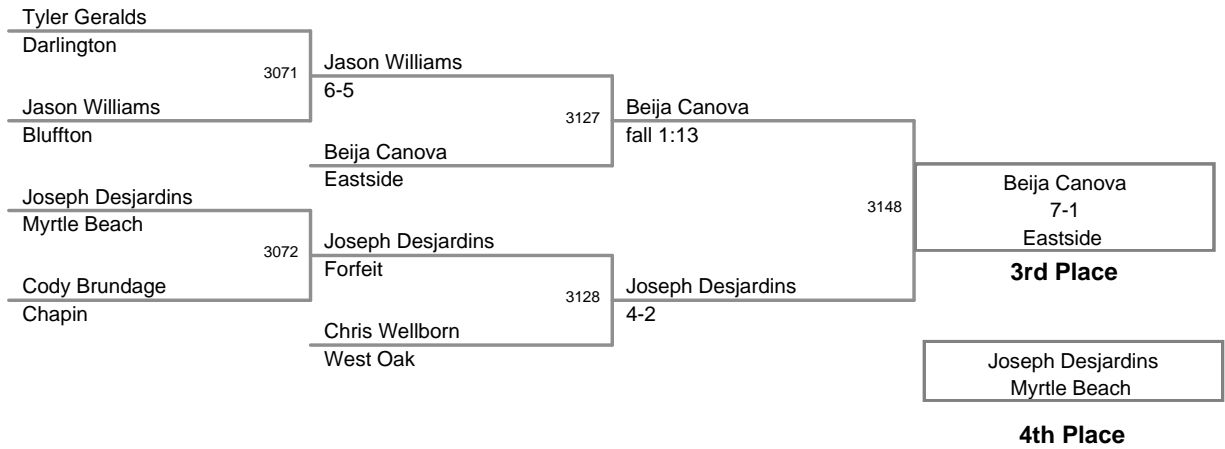 Tyler Geralds
Darlington
3071
Jason Williams
6-5
Jason Williams
Bluffton
3127
Beija Canova
fall 1:13
Beija Canova
Eastside
Joseph Desjardins
Myrtle Beach
3148
Beija Canova
7-1
Eastside
3rd Place
3072
Joseph Desjardins
Forfeit
Cody Brundage
Chapin
3128
Joseph Desjardins
4-2
Chris Wellborn
West Oak
Joseph Desjardins
Myrtle Beach
4th Place